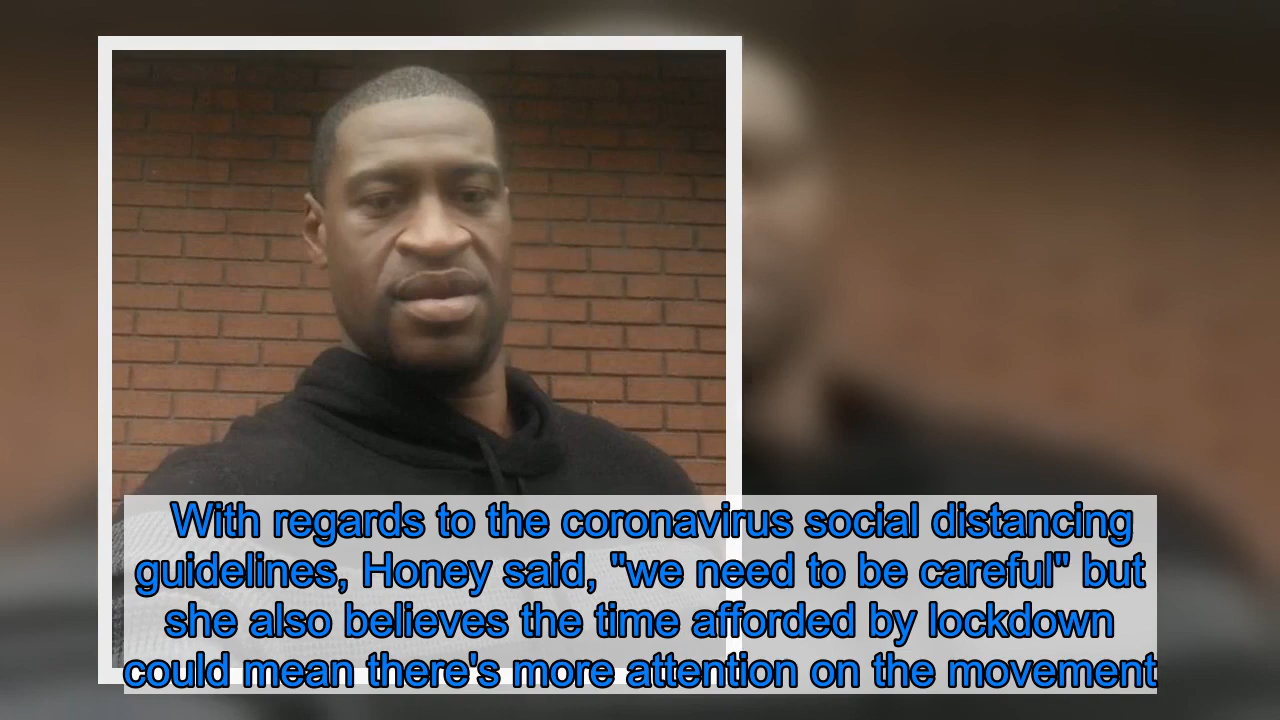 With regards to the coronavirus social distancing
guidelines, Honey said, "we need to be careful" but
she also believes the time afforded by lockdown
could mean there's more attention on the movement